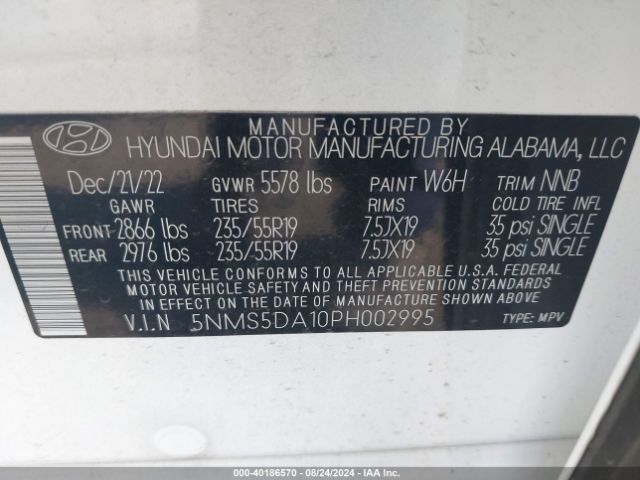 MANUFACTURED BY
HYUNDAI MOTOR MANUFACTURING ALABAMA, LLC
Dec/21/22 GVWR 5578 lbs PAINT W6H TRIM NNB
GAWR TIRES RIMS COLD TIRE INFL
FRONT 2866 lbs 235/55R19 7.5JX19 35 psi SINGLE
REAR 2976 lbs 235/55R19 7.5JX19 35 psi SINGLE
THIS VEHICLE CONFORMS TO ALL APPLICABLE U.S.A. FEDERAL
MOTOR VEHICLE SAFETY AND THEFT PREVENTION STANDARDS
IN EFFECT ON THE DATE OF MANUFACTURE SHOWN ABOVE.
V.I.N 5NMS5DA10PH002995 TYPE: MPV
000-40186570 - 08/24/2024 - IAA Inc.